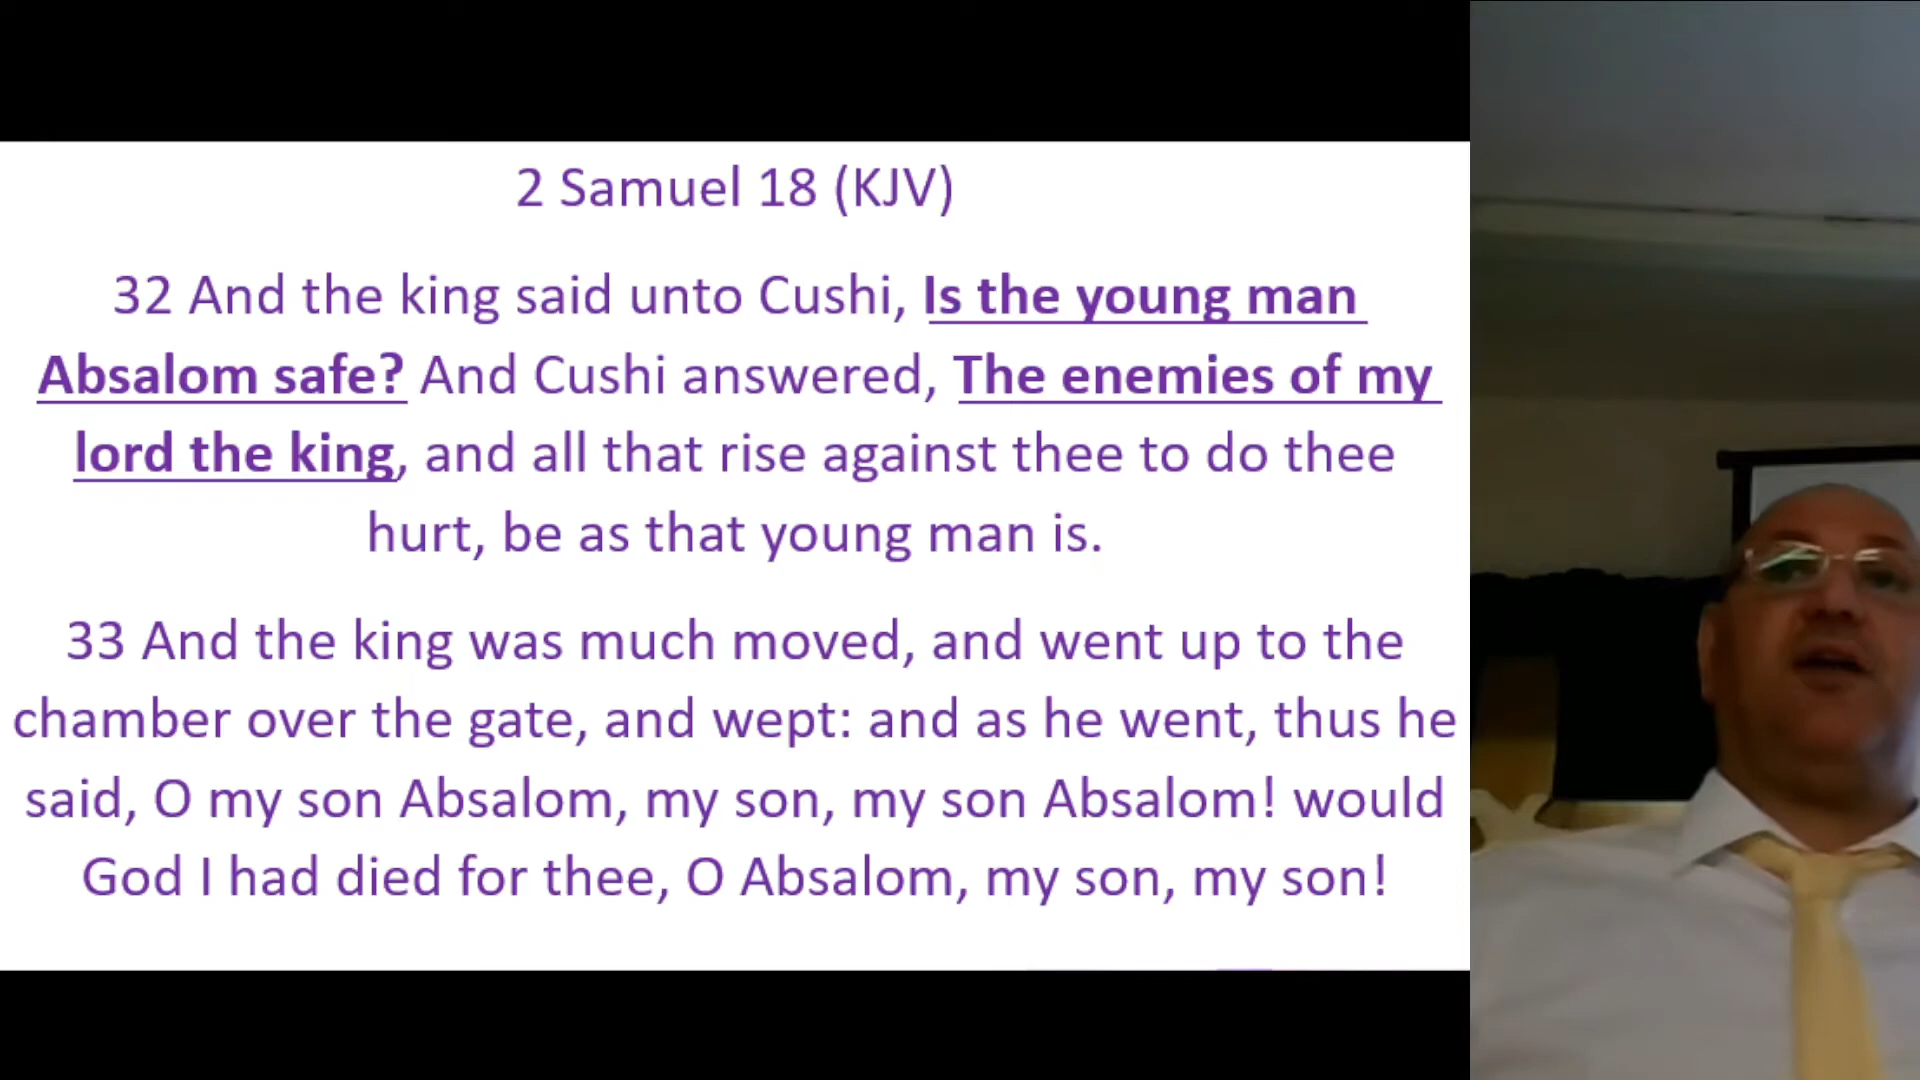 2 Samuel 18 (KJV)
32 And the king said unto Cushi, Is the young man
Absalom safe? And Cushi answered, The enemies of my
lord the king, and all that rise against thee to do thee
hurt, be as that young man is.
33 And the king was much moved, and went up to the
chamber over the gate, and wept: and as he went, thus he
said, O my son Absalom, my son, my son Absalom! would
God I had died for thee, O Absalom, my son, my son!